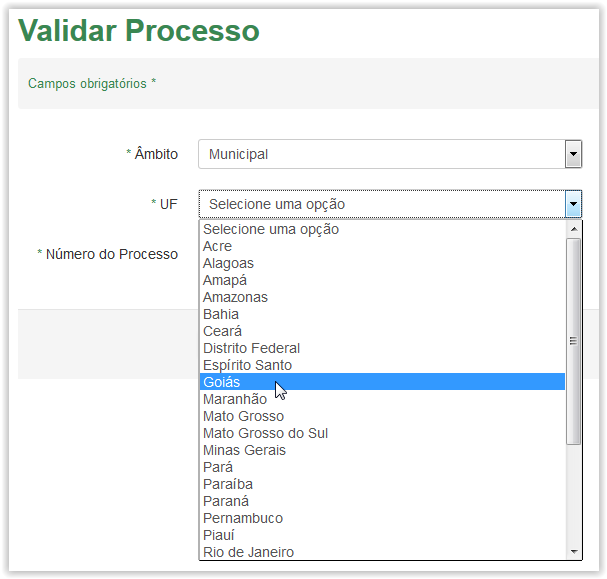 Validar Processo
Campos obrigatórios *
* Âmbito Municipal
* UF Selecione uma opção
Selecione uma opção
Acre
* Número do Processo
Alagoas
Amapá
Amazonas
Bahia
Ceará
Distrito Federal
Espírito Santo
Goiás
Maranhão
Mato Grosso
Mato Grosso do Sul
Minas Gerais
Pará
Paraíba
Paraná
Pernambuco
Piauí
Rio de Janeiro